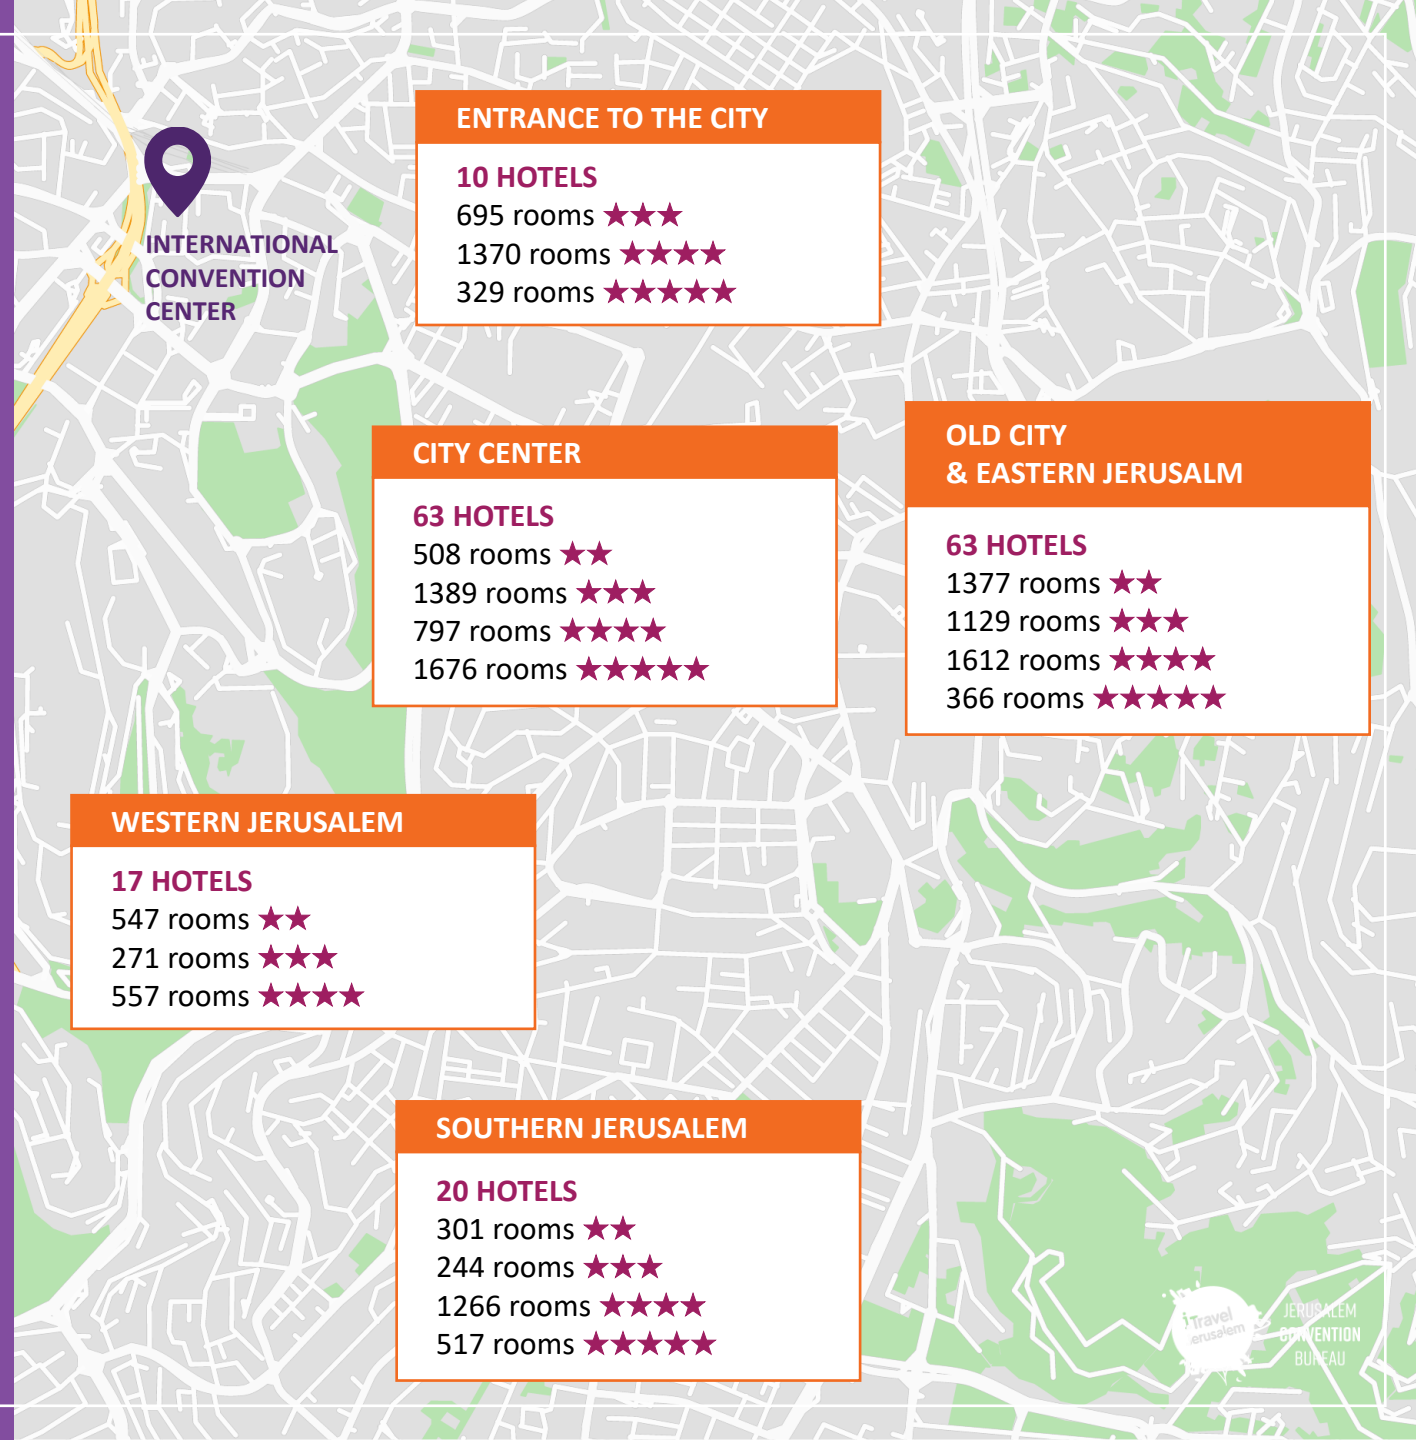 ENTRANCE TO THE CITY
10 HOTELS
695 rooms ★★★
1370 rooms ★★★★
329 rooms ★★★★★
INTERNATIONAL
CONVENTION
CENTER
CITY CENTER
63 HOTELS
508 rooms ★★
1389 rooms ★★★
797 rooms ★★★★
1676 rooms ★★★★★
OLD CITY
& EASTERN JERUSALM
63 HOTELS
1377 rooms ★★
1129 rooms ★★★
1612 rooms ★★★★
366 rooms ★★★★★
WESTERN JERUSALEM
17 HOTELS
547 rooms ★★
271 rooms ★★★
557 rooms ★★★★
SOUTHERN JERUSALEM
20 HOTELS
301 rooms ★★
244 rooms ★★★
1266 rooms ★★★★
517 rooms ★★★★★
iTravel
Jerusalem
JERUSALEM
CONVENTION
BUREAU